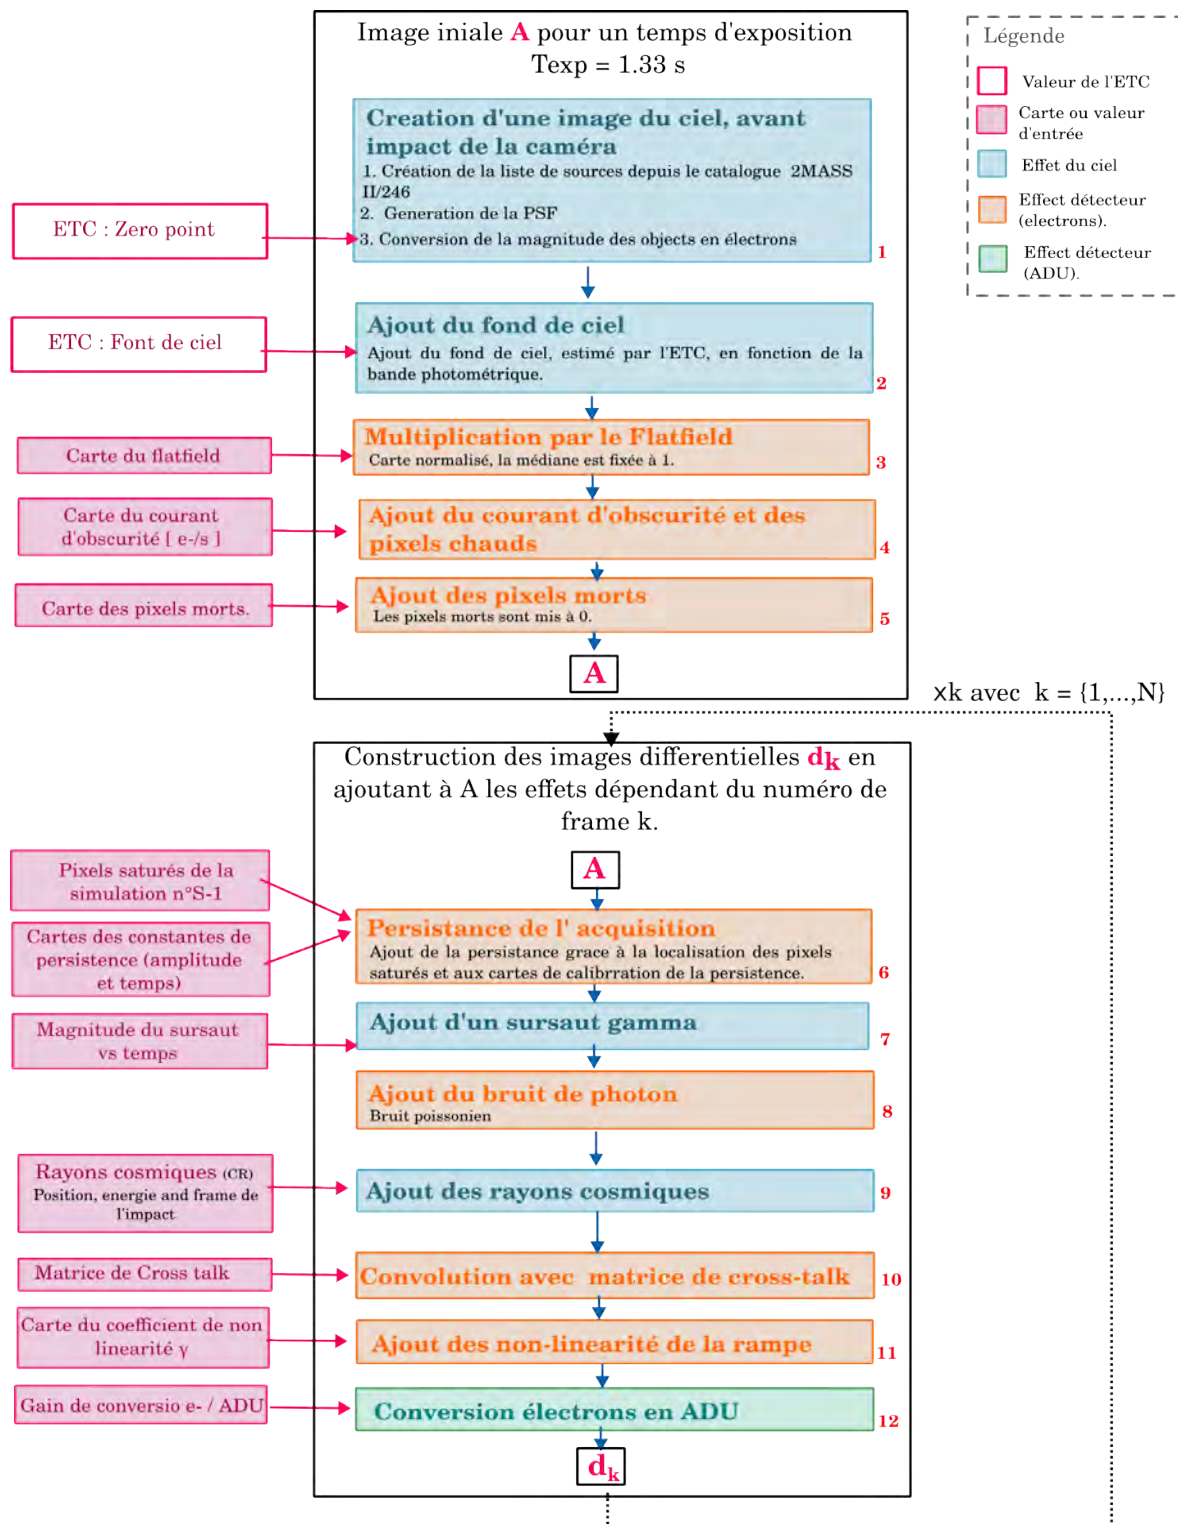 Image iniale A pour un temps d'exposition
Texp = 1.33 s
Légende
Valeur de l'ETC
Carte ou valeur
d'entrée
Effet du ciel
Effect détecteur
(electrons).
Effect détecteur
(ADU).
Creation d'une image du ciel, avant
impact de la caméra
1. Création de la liste de sources depuis le catalogue 2MASS
II/246
2. Generation de la PSF
3. Conversion de la magnitude des objects en électrons
1
ETC : Zero point
Ajout du fond de ciel
Ajout du fond de ciel, estimé par l'ETC, en fonction de la
bande photométrique.
2
ETC : Font de ciel
Multiplication par le Flatfield
Carte normalisé, la médiane est fixée à 1.
3
Carte du flatfield
Ajout du courant d'obscurité et des
pixels chauds
4
Carte du courant
d'obscurité [ e-/s ]
Ajout des pixels morts
Les pixels morts sont mis à 0.
5
Carte des pixels morts.
A
xk avec k = {1,...,N}
Construction des images differentielles dk en
ajoutant à A les effets dépendant du numéro de
frame k.
A
Pixels saturés de la
simulation n°S-1
Cartes des constantes de
persistence (amplitude
et temps)
Persistance de l' acquisition
Ajout de la persistance grace à la localisation des pixels
saturés et aux cartes de calibrration de la persistence.
6
Magnitude du sursaut
vs temps
Ajout d'un sursaut gamma
7
Ajout du bruit de photon
Bruit poissonien
8
Rayons cosmiques (CR)
Position, energie and frame de
l'impact
Ajout des rayons cosmiques
9
Matrice de Cross talk
Convolution avec matrice de cross-talk
10
Carte du coefficient de non
linearité γ
Ajout des non-linearité de la rampe
11
Gain de conversio e- / ADU
Conversion électrons en ADU
12
dk